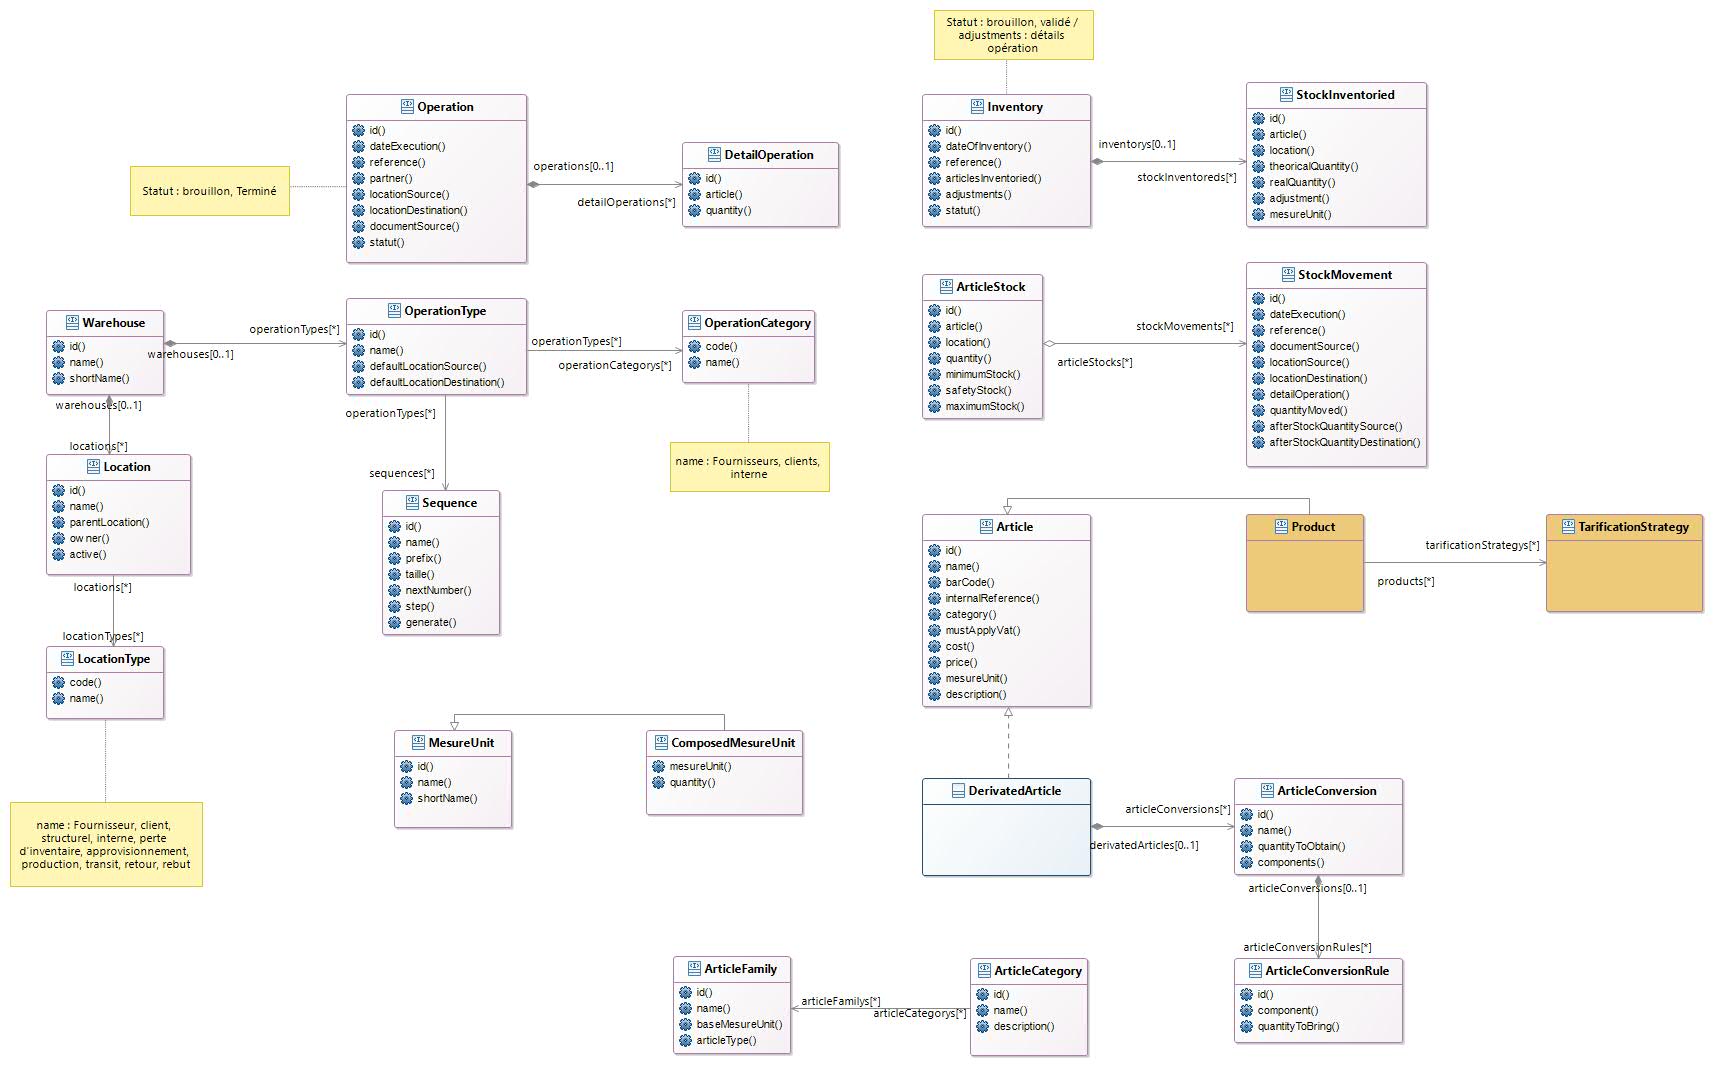 Statut : brouillon, validé /
adjustments : détails
opération
Operation
id()
dateExecution()
reference()
partner()
locationSource()
locationDestination()
documentSource()
statut()
Statut : brouillon, Terminé
operations[0..1]
detailOperations[*]
DetailOperation
id()
article()
quantity()
Inventory
id()
dateOfInventory()
reference()
articlesInventoried()
adjustments()
statut()
inventorys[0..1]
stockInventoreds[*]
StockInventoried
id()
article()
location()
theoricalQuantity()
realQuantity()
adjustment()
mesureUnit()
Warehouse
id()
name()
shortName()
operationTypes[*]
warehouses[0..1]
OperationType
id()
name()
defaultLocationSource()
defaultLocationDestination()
operationTypes[*]
operationCategorys[*]
OperationCategory
code()
name()
name : Fournisseurs, clients,
interne
ArticleStock
id()
article()
location()
quantity()
minimumStock()
safetyStock()
maximumStock()
stockMovements[*]
articleStocks[*]
StockMovement
id()
dateExecution()
reference()
documentSource()
locationSource()
locationDestination()
detailOperation()
quantityMoved()
afterStockQuantitySource()
afterStockQuantityDestination()
warehouses[0..1]
locations[*]
Location
id()
name()
parentLocation()
owner()
active()
operationTypes[*]
sequences[*]
Sequence
id()
name()
prefix()
taille()
nextNumber()
step()
generate()
locations[*]
locationTypes[*]
LocationType
code()
name()
name : Fournisseur, client,
structurel, interne, perte
d'inventaire, approvisionnement,
production, transit, retour, rebut
Article
id()
name()
barCode()
internalReference()
category()
mustApplyVat()
cost()
price()
mesureUnit()
description()
Product
tarificationStrategys[*]
products[*]
TarificationStrategy
MesureUnit
id()
name()
shortName()
ComposedMesureUnit
mesureUnit()
quantity()
DerivatedArticle
articleConversions[*]
derivatedArticles[0..1]
ArticleConversion
id()
name()
quantityToObtain()
components()
articleConversions[0..1]
articleConversionRules[*]
ArticleConversionRule
id()
component()
quantityToBring()
ArticleFamily
id()
name()
baseMesureUnit()
articleType()
articleFamilys[*]
articleCategorys[*]
ArticleCategory
id()
name()
description()